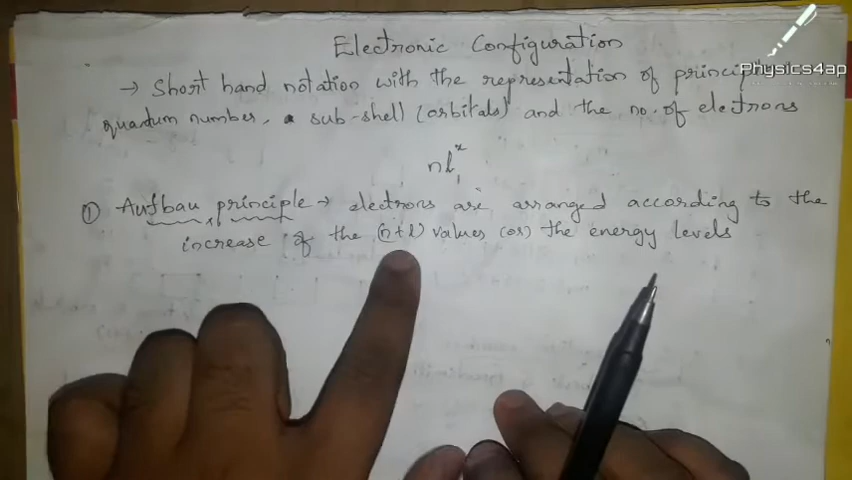 Electronic Configuration
Physics4ap
→ Short hand notation with the representation of
quantum number, sub-shell (orbitals) and the no. of electrons
nlˣ
① Aufbau principle → electrons are arranged according to the
increase of the (n+l) values (or) the energy levels